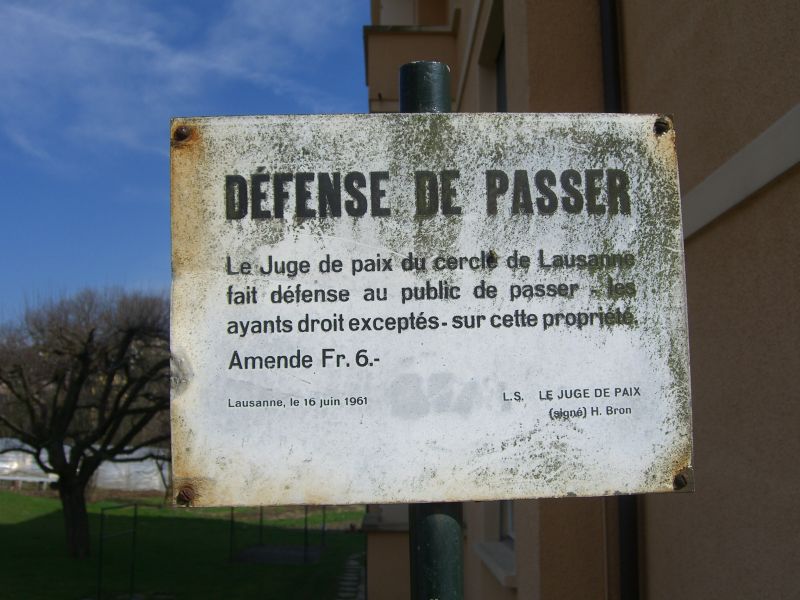 DÉFENSE DE PASSER
Le Juge de paix du cercle de Lausanne
fait défense au public de passer - les
ayants droit exceptés - sur cette propriété.
Amende Fr. 6.-
Lausanne, le 16 juin 1961
L.S. LE JUGE DE PAIX
(signé) H. Bron